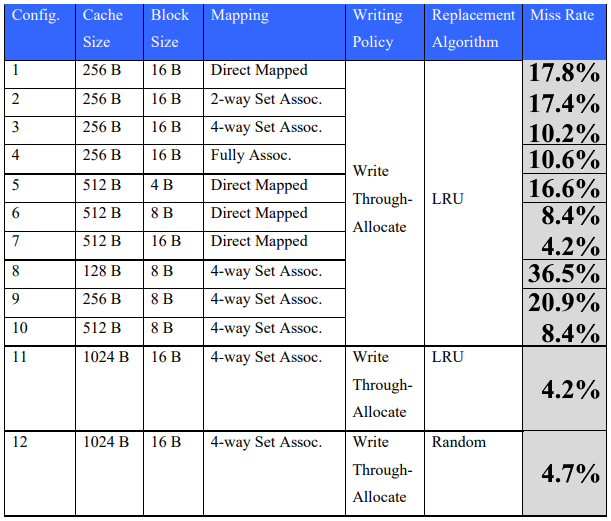 Config. Cache Size Block Size Mapping Writing Policy Replacement Algorithm Miss Rate
1 256 B 16 B Direct Mapped 17.8%
2 256 B 16 B 2-way Set Assoc. 17.4%
3 256 B 16 B 4-way Set Assoc. 10.2%
4 256 B 16 B Fully Assoc. 10.6%
Write Through-Allocate LRU
5 512 B 4 B Direct Mapped 16.6%
6 512 B 8 B Direct Mapped 8.4%
7 512 B 16 B Direct Mapped 4.2%
8 128 B 8 B 4-way Set Assoc. 36.5%
9 256 B 8 B 4-way Set Assoc. 20.9%
10 512 B 8 B 4-way Set Assoc. 8.4%
11 1024 B 16 B 4-way Set Assoc. Write Through-Allocate LRU 4.2%
12 1024 B 16 B 4-way Set Assoc. Write Through-Allocate Random 4.7%